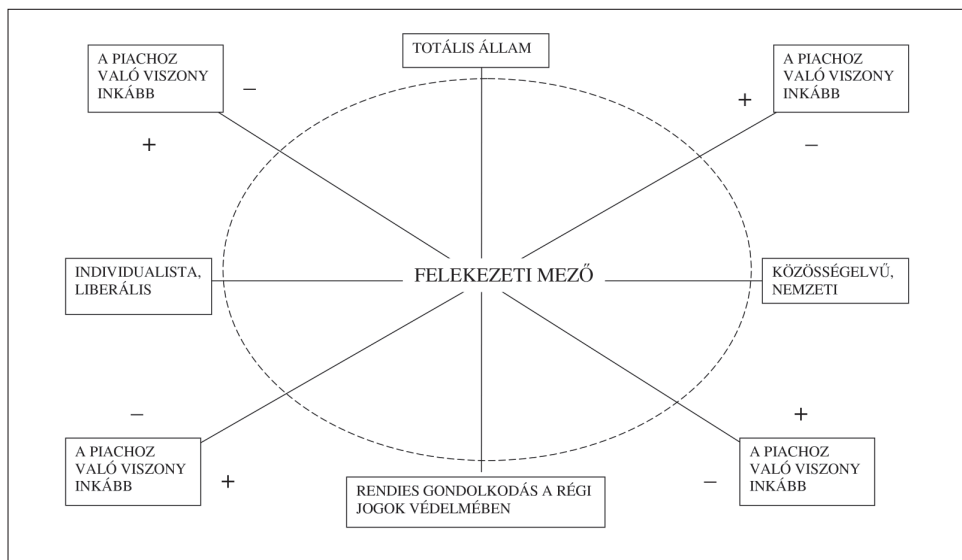 A PIACHOZ
VALÓ VISZONY
INKÁBB
–
+
TOTÁLIS ÁLLAM
A PIACHOZ
VALÓ VISZONY
INKÁBB
+
–
INDIVIDUALISTA,
LIBERÁLIS
FELEKEZETI MEZŐ
KÖZÖSSÉGELVŰ,
NEMZETI
–
A PIACHOZ
VALÓ VISZONY
INKÁBB
+
RENDIES GONDOLKODÁS A RÉGI
JOGOK VÉDELMÉBEN
+
–
A PIACHOZ
VALÓ VISZONY
INKÁBB